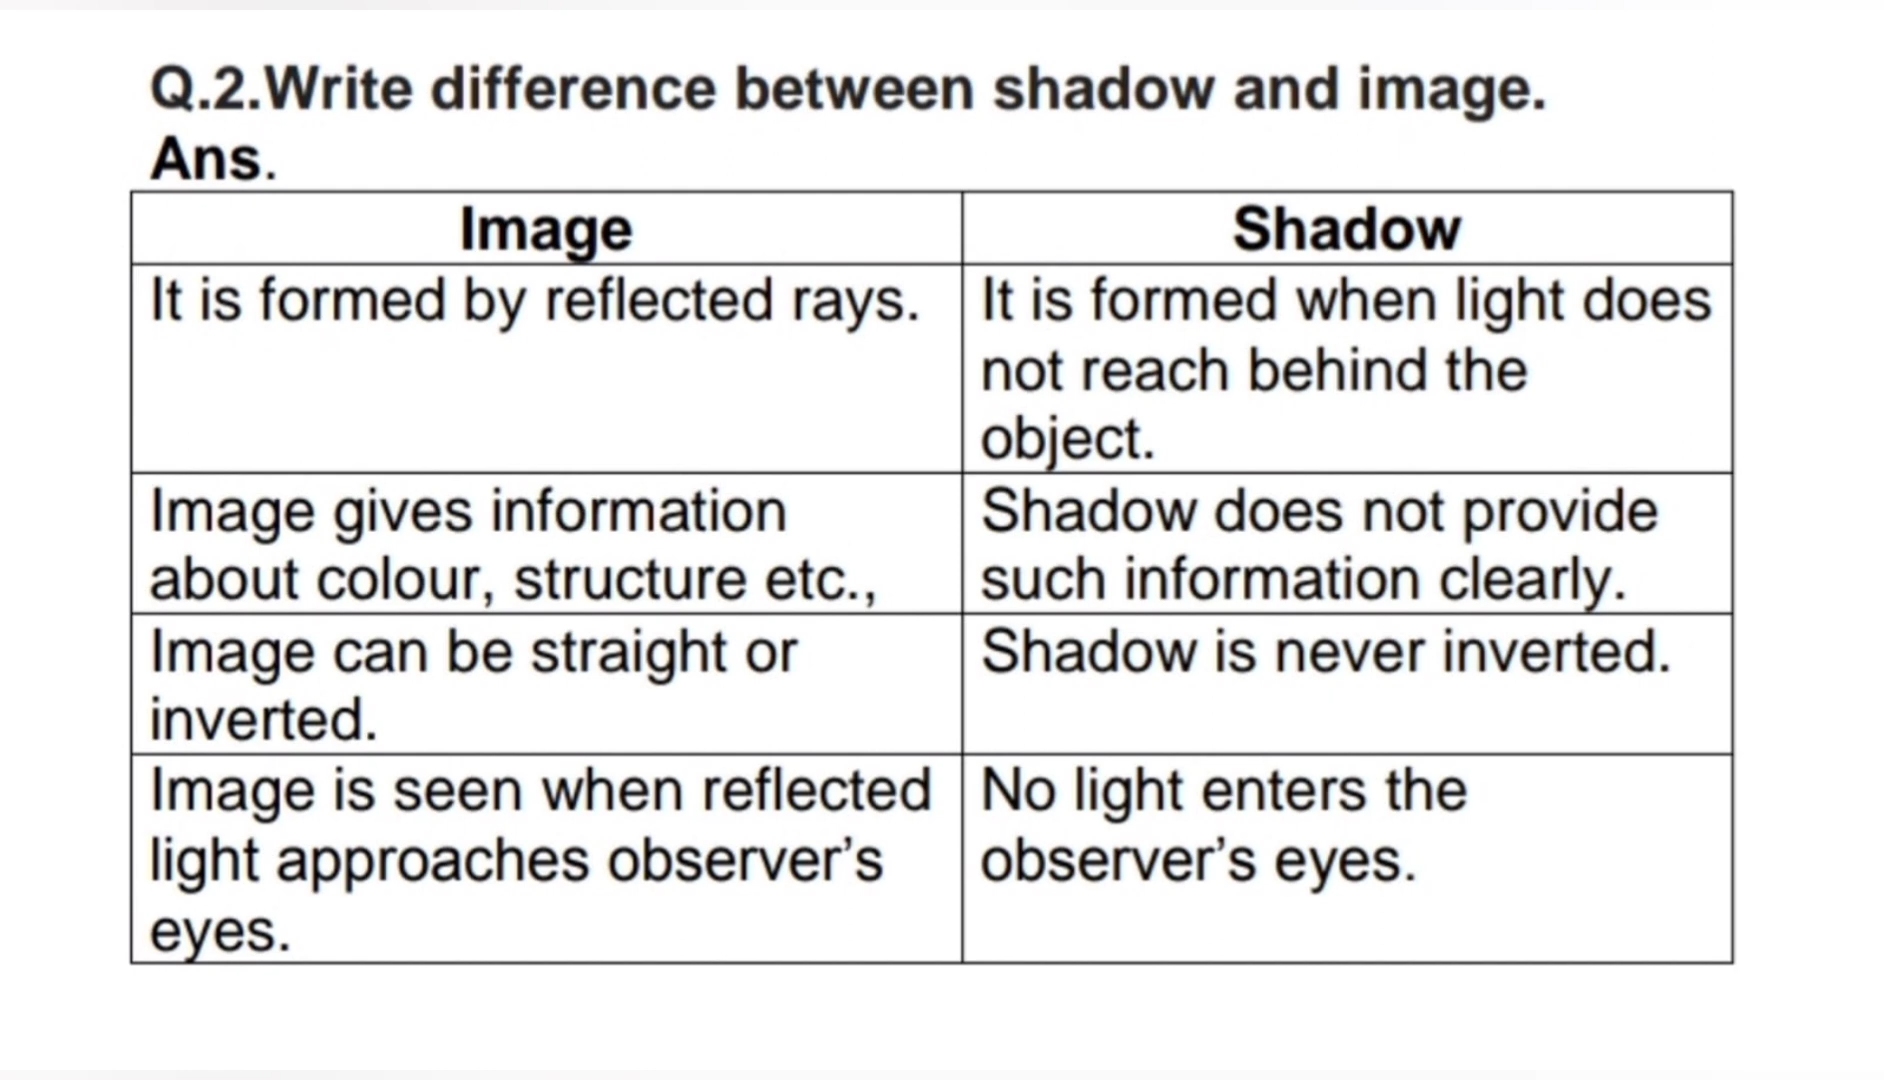 Q.2.Write difference between shadow and image.
Ans.
Image
Shadow
It is formed by reflected rays.
It is formed when light does
not reach behind the
object.
Image gives information
about colour, structure etc.,
Shadow does not provide
such information clearly.
Image can be straight or
inverted.
Shadow is never inverted.
Image is seen when reflected
light approaches observer’s
eyes.
No light enters the
observer’s eyes.